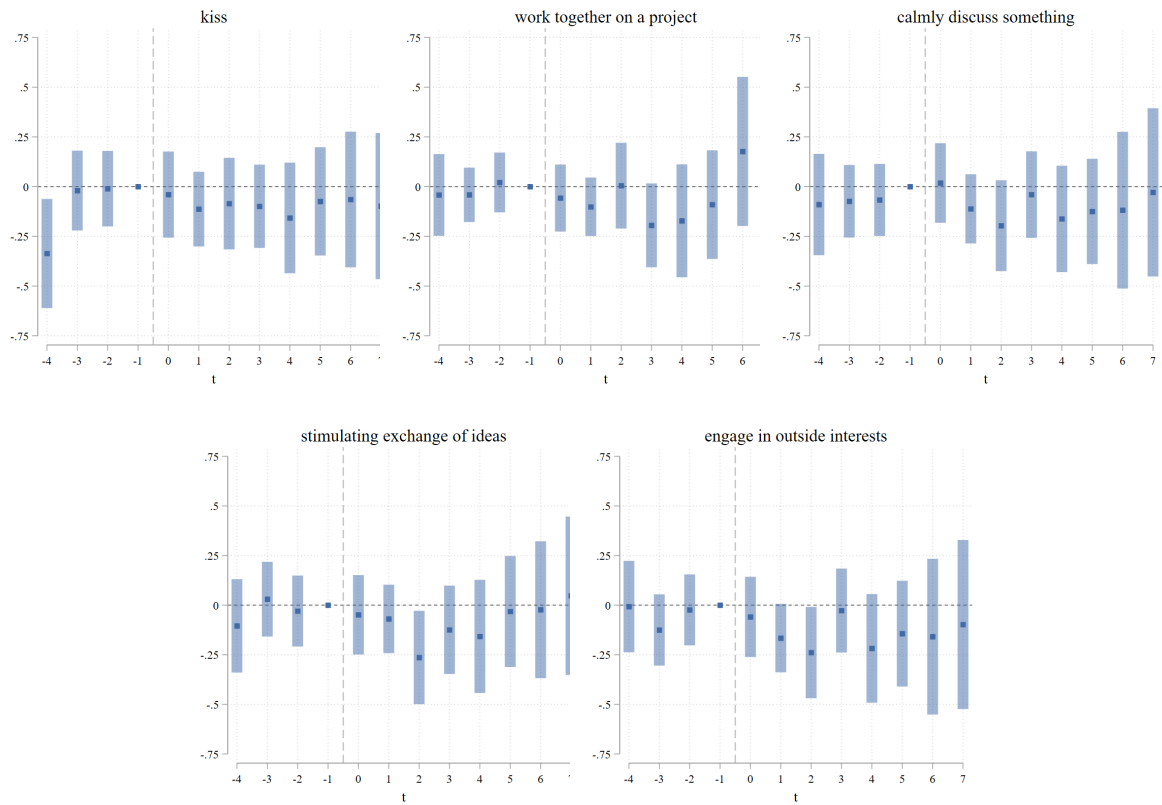 kiss
.75
.5
.25
0
-.25
-.5
-.75
-4 -3 -2 -1 0 1 2 3 4 5 6
t
work together on a project
.75
.5
.25
0
-.25
-.5
-.75
-4 -3 -2 -1 0 1 2 3 4 5 6
t
calmly discuss something
.75
.5
.25
0
-.25
-.5
-.75
-4 -3 -2 -1 0 1 2 3 4 5 6 7
t
stimulating exchange of ideas
.75
.5
.25
0
-.25
-.5
-.75
-4 -3 -2 -1 0 1 2 3 4 5 6
t
engage in outside interests
.75
.5
.25
0
-.25
-.5
-.75
-4 -3 -2 -1 0 1 2 3 4 5 6 7
t